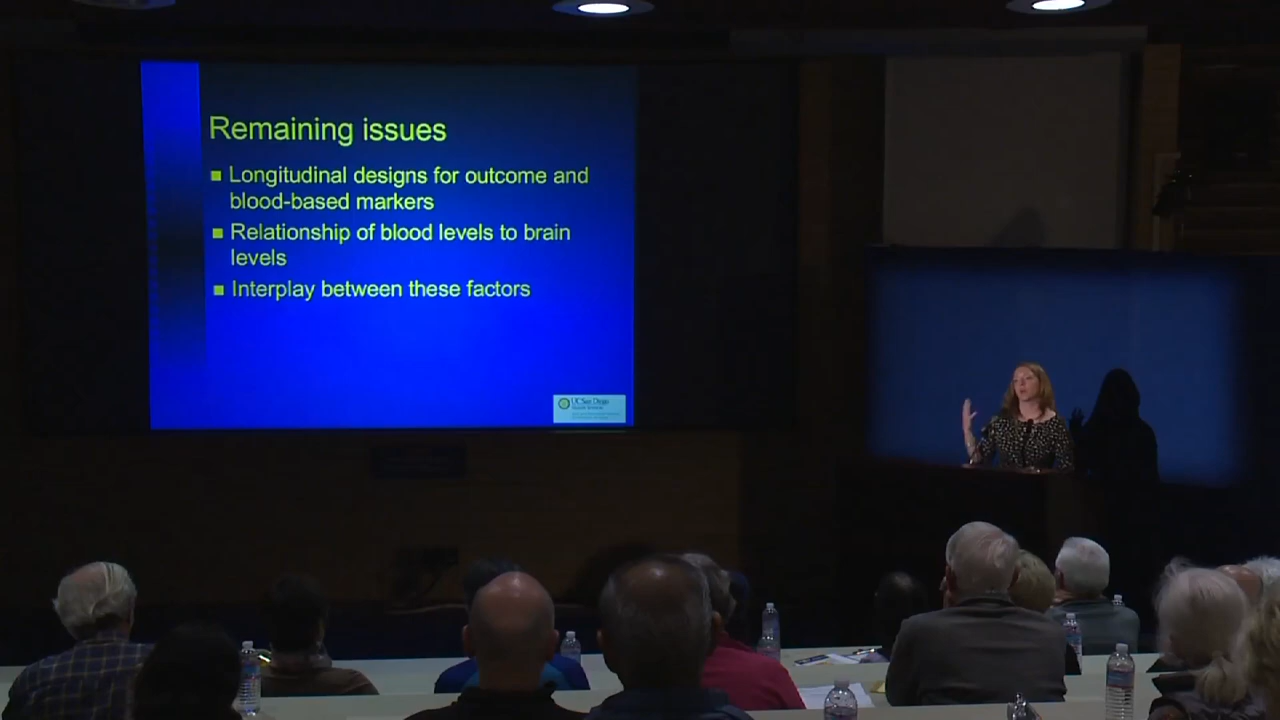 Remaining issues
Longitudinal designs for outcome and
blood-based markers
Relationship of blood levels to brain
levels
Interplay between these factors
UC San Diego